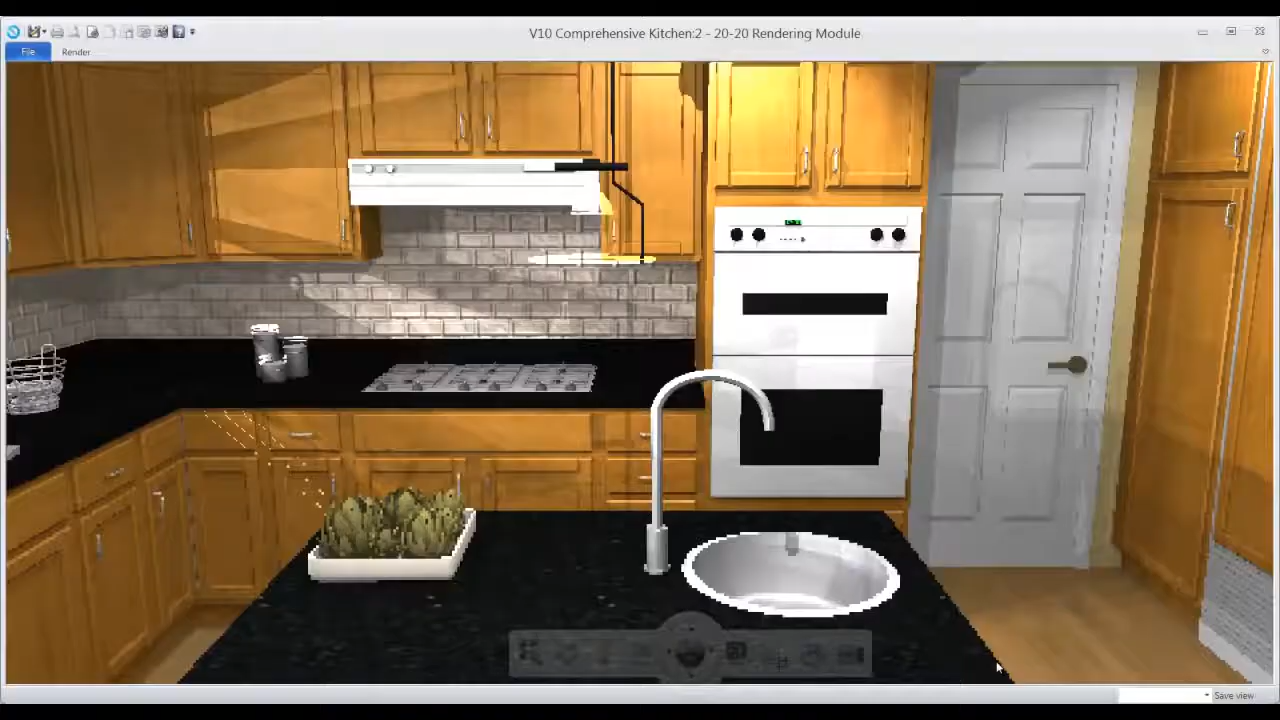 V10 Comprehensive Kitchen:2 - 20-20 Rendering Module
File
Render
Save view